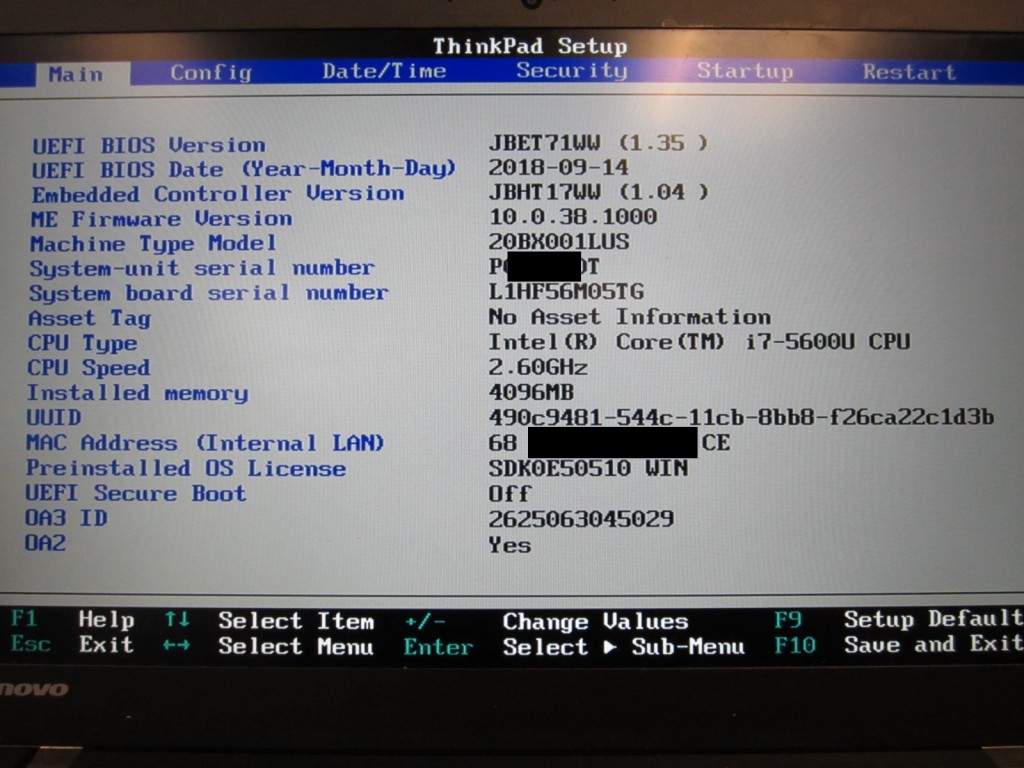 ThinkPad Setup
Main Config Date/Time Security Startup Restart
UEFI BIOS Version JBET71WW (1.35 )
UEFI BIOS Date (Year-Month-Day) 2018-09-14
Embedded Controller Version JBHT17WW (1.04 )
ME Firmware Version 10.0.38.1000
Machine Type Model 20BX001LUS
System-unit serial number P T
System board serial number L1HF56M05TG
Asset Tag No Asset Information
CPU Type Intel(R) Core(TM) i7-5600U CPU
CPU Speed 2.60GHz
Installed memory 4096MB
UUID 490c9481-544c-11cb-8bb8-f26ca22c1d3b
MAC Address (Internal LAN) 68 CE
Preinstalled OS License SDK0E50510 WIN
UEFI Secure Boot Off
OA3 ID 2625063045029
OA2 Yes
F1 Help ↑↓ Select Item +/- Change Values F9 Setup Default
Esc Exit ←→ Select Menu Enter Select ▶ Sub-Menu F10 Save and Exit
novo